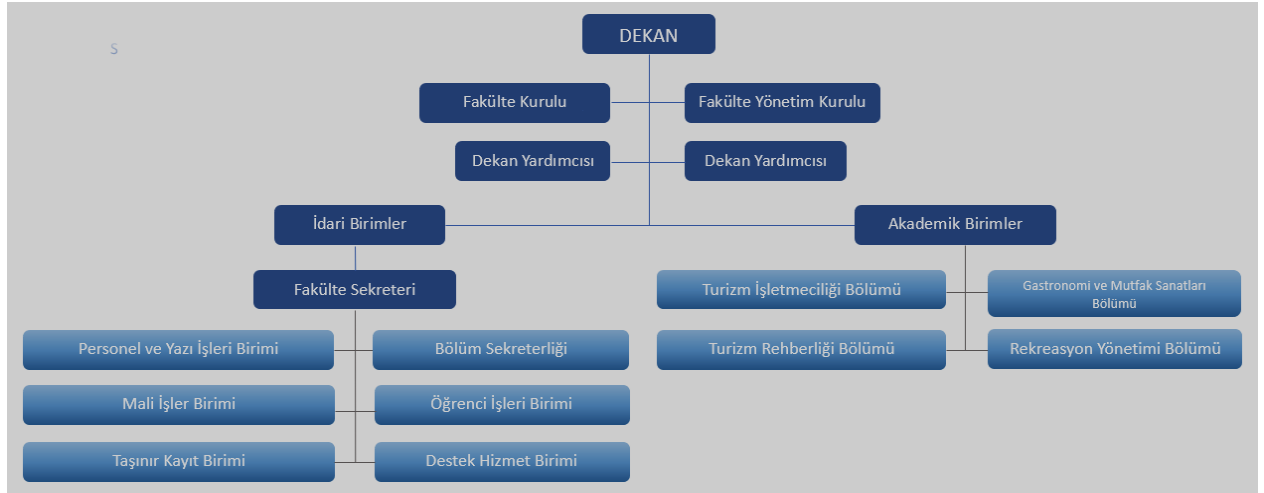 DEKAN
S
Fakülte Kurulu
Fakülte Yönetim Kurulu
Dekan Yardımcısı
Dekan Yardımcısı
İdari Birimler
Akademik Birimler
Fakülte Sekreteri
Turizm İşletmeciliği Bölümü
Gastronomi ve Mutfak Sanatları
Bölümü
Personel ve Yazı İşleri Birimi
Bölüm Sekreterliği
Turizm Rehberliği Bölümü
Rekreasyon Yönetimi Bölümü
Mali İşler Birimi
Öğrenci İşleri Birimi
Taşınır Kayıt Birimi
Destek Hizmet Birimi